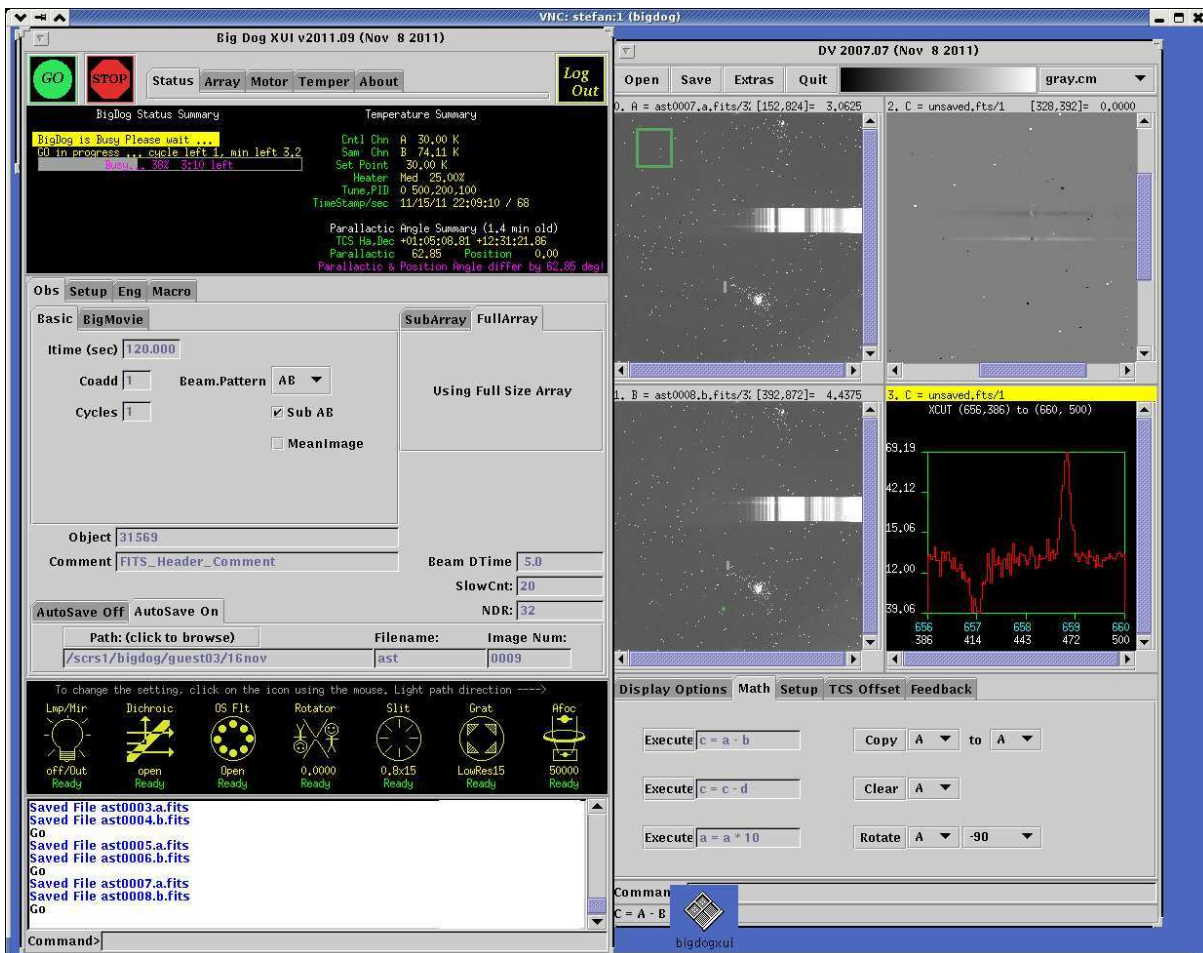 VNC: stefan:1 (bigdog)
Big Dog XUI v2011.09 (Nov 8 2011)
GO
STOP
Status Array Motor Temper About
Log Out
BigDog Status Summary
BigDog is Busy Please wait ...
GO in progress ... cycle left 1, min left 3.2
Busy... 38% 3:10 left
Temperature Summary
Cntl Chn A 30.00 K
Sam Chn B 74.11 K
Set Point 30.00 K
Heater Med 25.00%
Tune,PID 0 500,200,100
TimeStamp/sec 11/15/11 22:09:10 / 68
Parallactic Angle Summary (1.4 min old)
TCS Ha,Dec +01:05:08.81 +12:31:21.86
Parallactic 62.85 Position 0.00
Parallactic & Position Angle differ by 62.85 deg!
Obs Setup Eng Macro
Basic BigMovie
SubArray FullArray
Itime (sec) 120.000
Coadd 1 Beam.Pattern AB
Cycles 1
Sub AB
MeanImage
Using Full Size Array
Object 31569
Comment FITS_Header_Comment
Beam DTime 5.0
SlowCnt: 20
NDR: 32
AutoSave Off AutoSave On
Path: (click to browse) Filename: Image Num:
/scrs1/bigdog/guest03/16nov ast 0009
To change the setting, click on the icon using the mouse. Light path direction ---->
Lmp/Mir Dichroic OS Flt Rotator Slit Grat Afoc
off/Out open Open 0.0000 0.8x15 LowRes15 50000
Ready Ready Ready Ready Ready Ready Ready
Saved File ast0003.a.fits
Saved File ast0004.b.fits
Go
Saved File ast0005.a.fits
Saved File ast0006.b.fits
Go
Saved File ast0007.a.fits
Saved File ast0008.b.fits
Go
Command>
DV 2007.07 (Nov 8 2011)
Open Save Extras Quit gray.cm
0. A = ast0007.a.fits/3 [152,824]= 3.0625
2. C = unsaved.fts/1 [328,392]= 0.0000
1. B = ast0008.b.fits/3 [392,872]= 4.4375
3. C = unsaved.fts/1
XCUT (656,386) to (660, 500)
69.19
42.12
15.06
12.00
39.06
656 657 658 659 660
386 414 443 472 500
Display Options Math Setup TCS Offset Feedback
Execute c = a - b Copy A to A
Execute c = c - d Clear A
Execute a = a * 10 Rotate A -90
Comman
C = A - B
bigdogxui